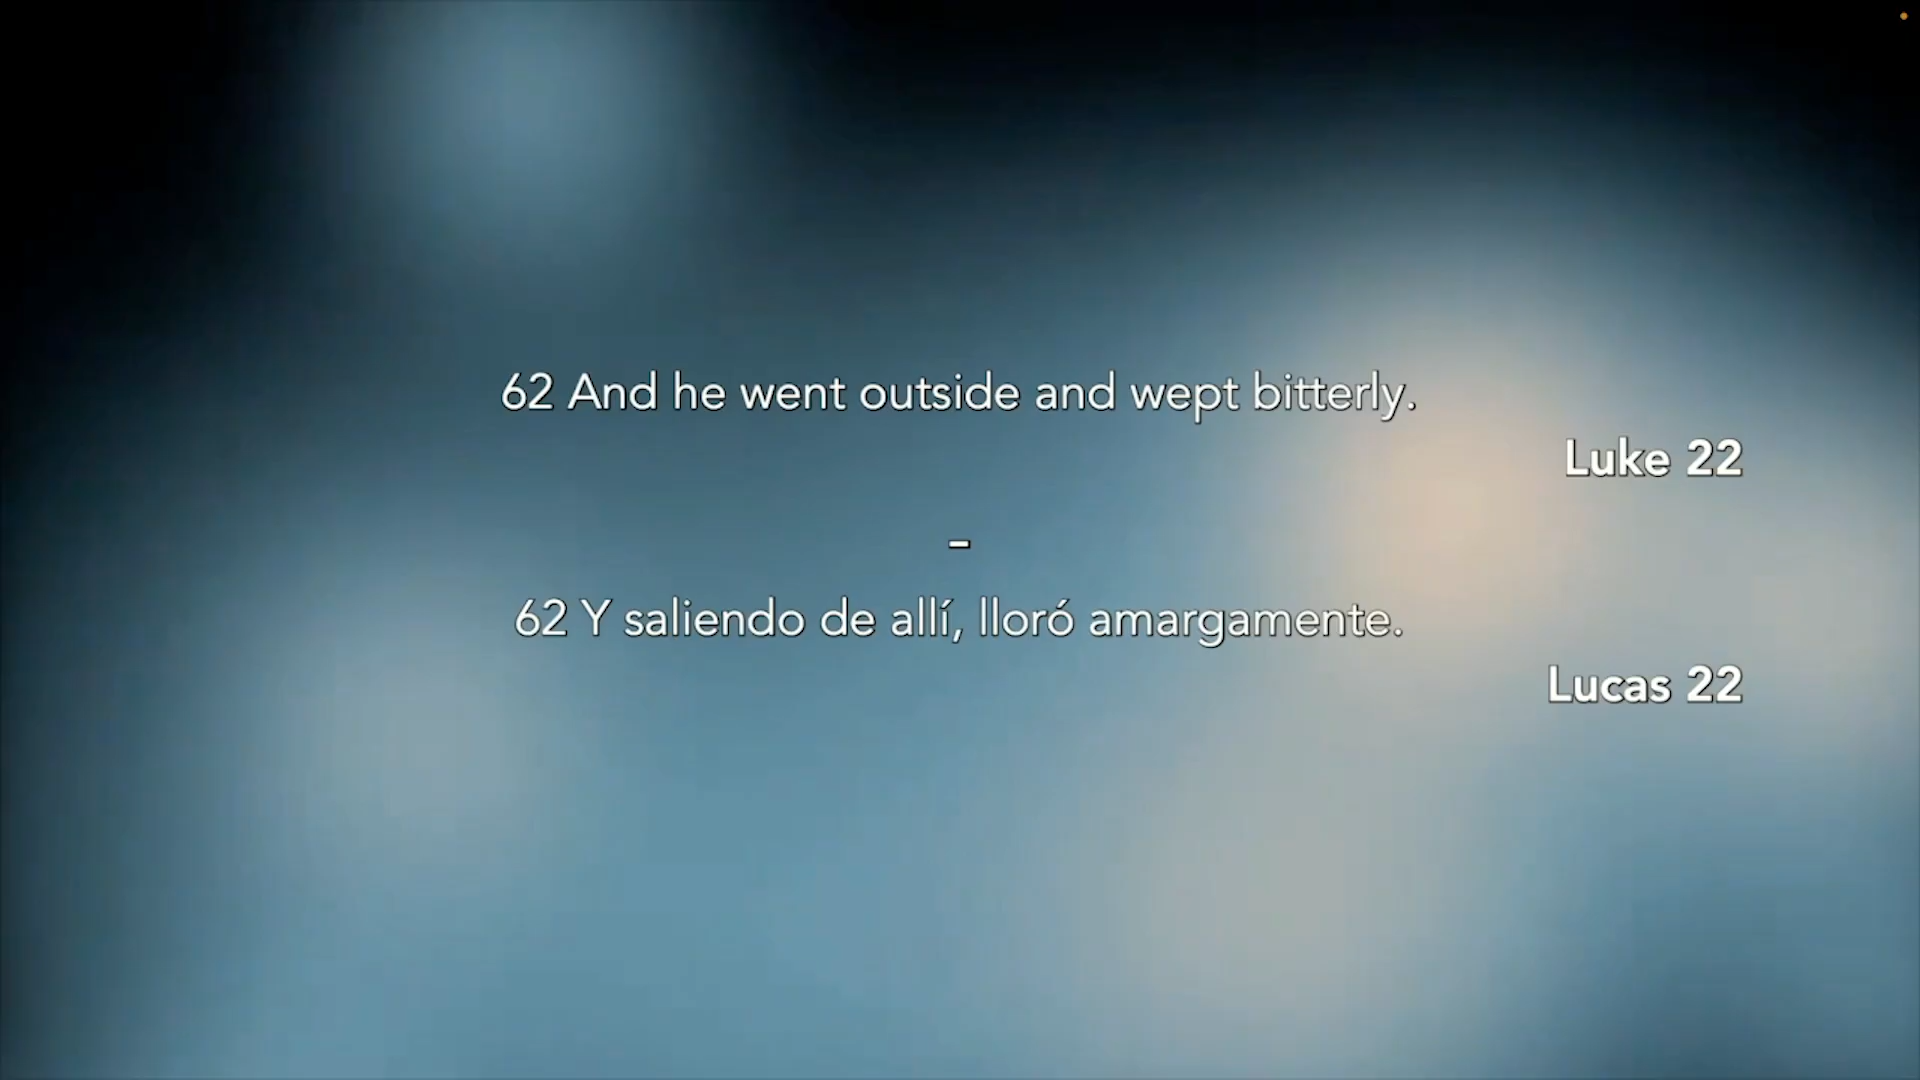 62 And he went outside and wept bitterly.
Luke 22
–
62 Y saliendo de allí, lloró amargamente.
Lucas 22